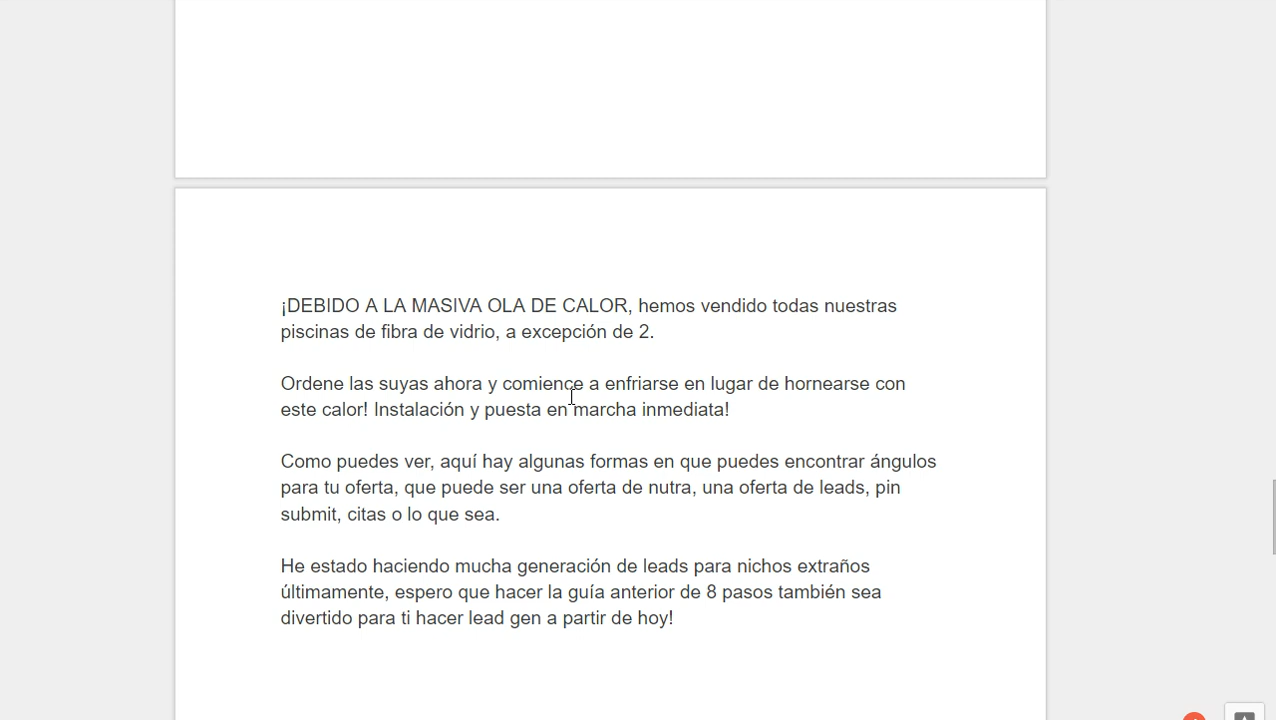 ¡DEBIDO A LA MASIVA OLA DE CALOR, hemos vendido todas nuestras
piscinas de fibra de vidrio, a excepción de 2.
Ordene las suyas ahora y comience a enfriarse en lugar de hornearse con
este calor! Instalación y puesta en marcha inmediata!
Como puedes ver, aquí hay algunas formas en que puedes encontrar ángulos
para tu oferta, que puede ser una oferta de nutra, una oferta de leads, pin
submit, citas o lo que sea.
He estado haciendo mucha generación de leads para nichos extraños
últimamente, espero que hacer la guía anterior de 8 pasos también sea
divertido para ti hacer lead gen a partir de hoy!